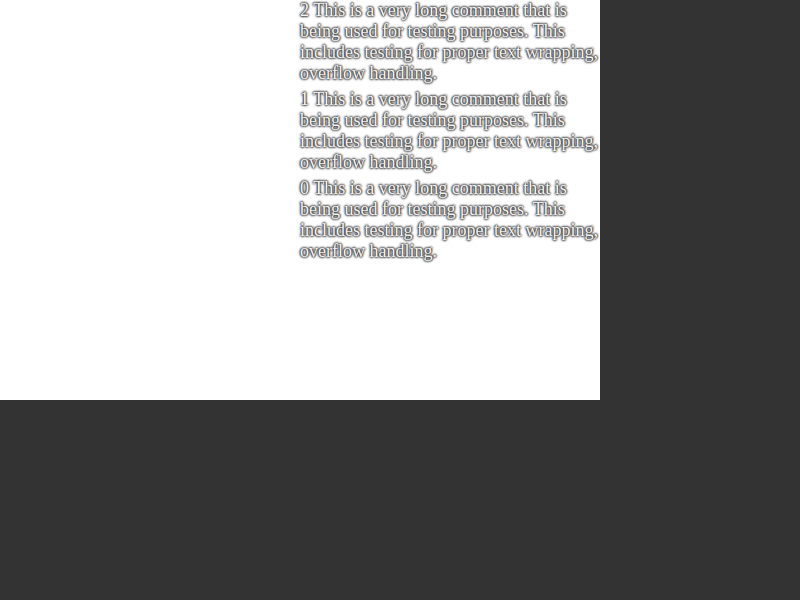 2 This is a very long comment that is
being used for testing purposes. This
includes testing for proper text wrapping,
overflow handling.
1 This is a very long comment that is
being used for testing purposes. This
includes testing for proper text wrapping,
overflow handling.
0 This is a very long comment that is
being used for testing purposes. This
includes testing for proper text wrapping,
overflow handling.